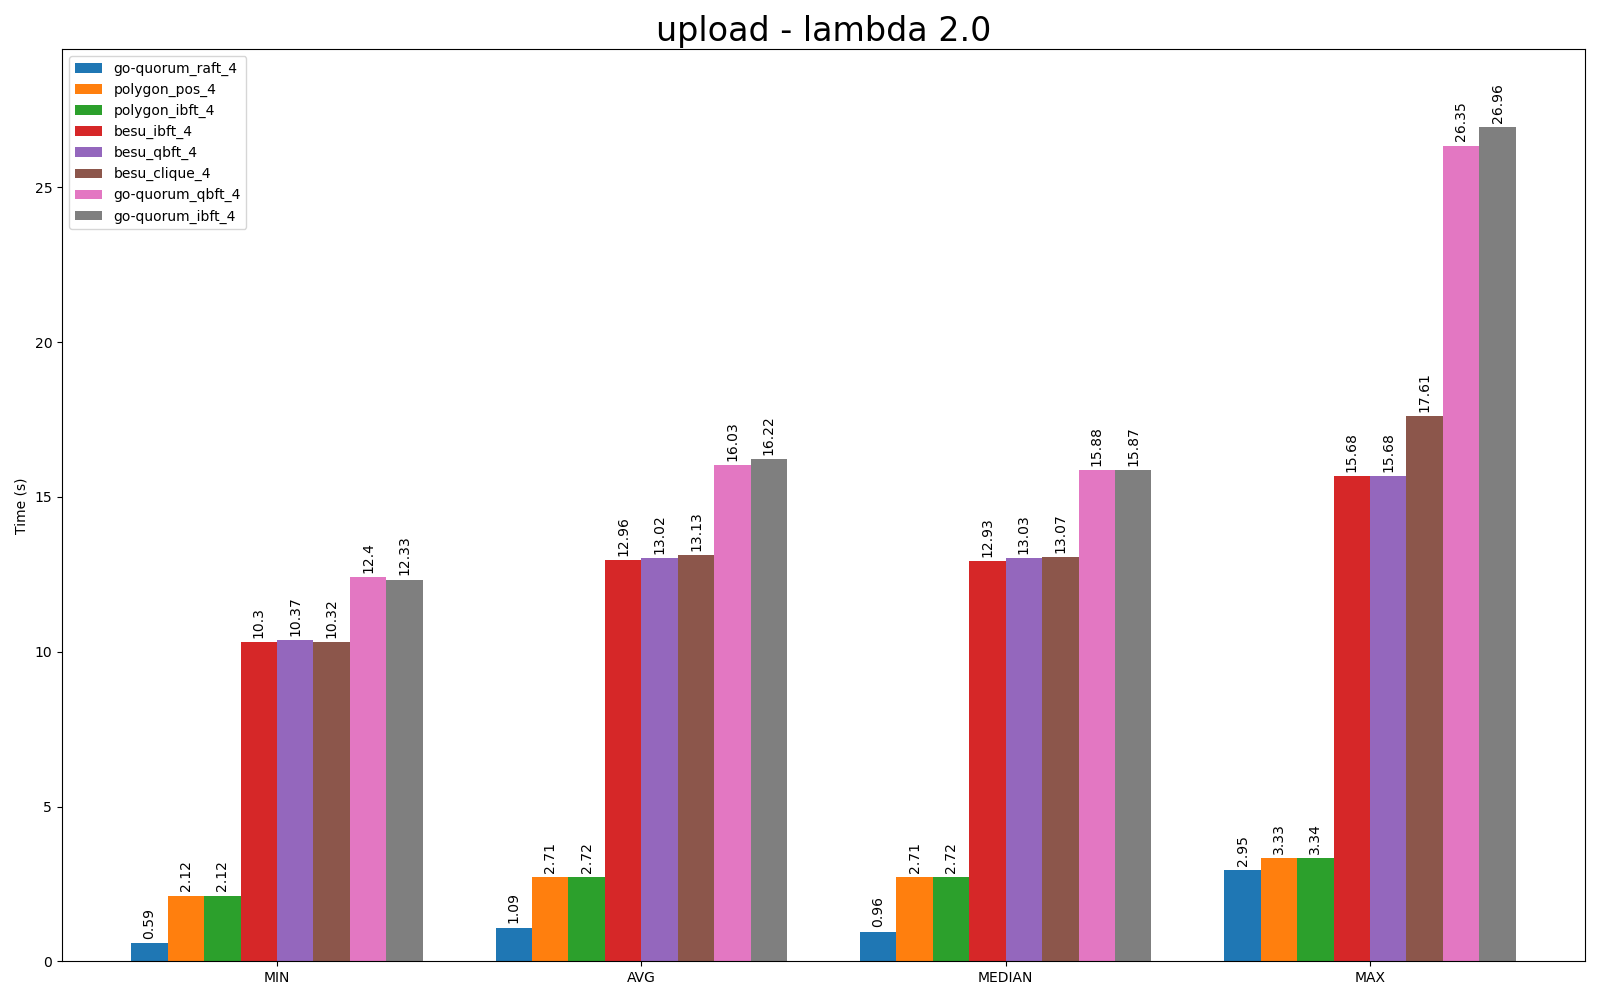 upload - lambda 2.0
go-quorum_raft_4
polygon_pos_4
polygon_ibft_4
besu_ibft_4
besu_qbft_4
besu_clique_4
go-quorum_qbft_4
go-quorum_ibft_4
Time (s)
25
20
15
10
5
0
0.59
2.12
2.12
10.3
10.37
10.32
12.4
12.33
1.09
2.71
2.72
12.96
13.02
13.13
16.03
16.22
0.96
2.71
2.72
12.93
13.03
13.07
15.88
15.87
2.95
3.33
3.34
15.68
15.68
17.61
26.35
26.96
MIN
AVG
MEDIAN
MAX